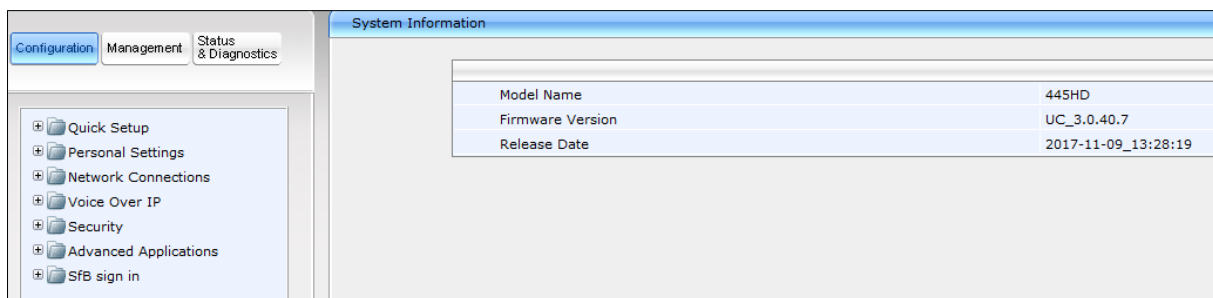 Configuration
Management
Status
& Diagnostics
Quick Setup
Personal Settings
Network Connections
Voice Over IP
Security
Advanced Applications
SfB sign in
System Information
Model Name 445HD
Firmware Version UC_3.0.40.7
Release Date 2017-11-09_13:28:19